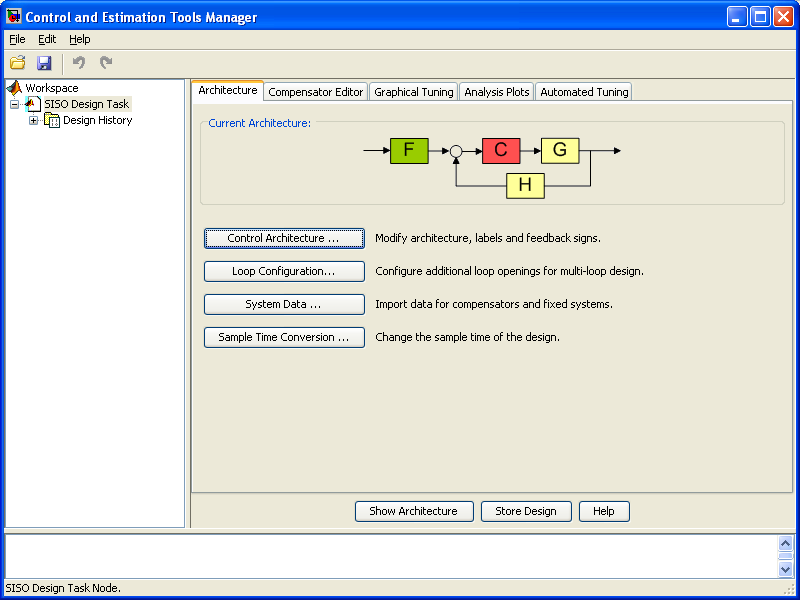 Control and Estimation Tools Manager
File Edit Help
Workspace
SISO Design Task
Design History
Architecture Compensator Editor Graphical Tuning Analysis Plots Automated Tuning
Current Architecture:
F C G
H
Control Architecture ... Modify architecture, labels and feedback signs.
Loop Configuration... Configure additional loop openings for multi-loop design.
System Data ... Import data for compensators and fixed systems.
Sample Time Conversion ... Change the sample time of the design.
Show Architecture Store Design Help
SISO Design Task Node.